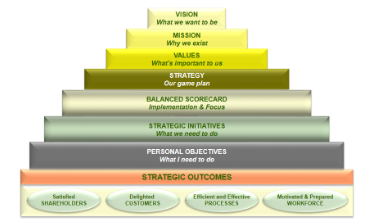 VISION
What we want to be
MISSION
Why we exist
VALUES
What's important to us
STRATEGY
Our game plan
BALANCED SCORECARD
Implementation & Focus
STRATEGIC INITIATIVES
What we need to do
PERSONAL OBJECTIVES
What I need to do
STRATEGIC OUTCOMES
Satisfied
SHAREHOLDERS
Delighted
CUSTOMERS
Efficient and Effective
PROCESSES
Motivated & Prepared
WORKFORCE